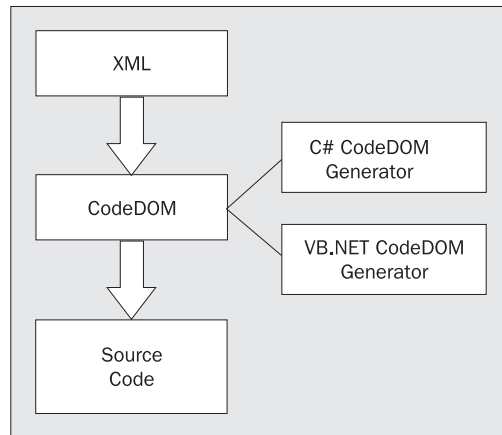 XML
CodeDOM
Source
Code
C# CodeDOM
Generator
VB.NET CodeDOM
Generator